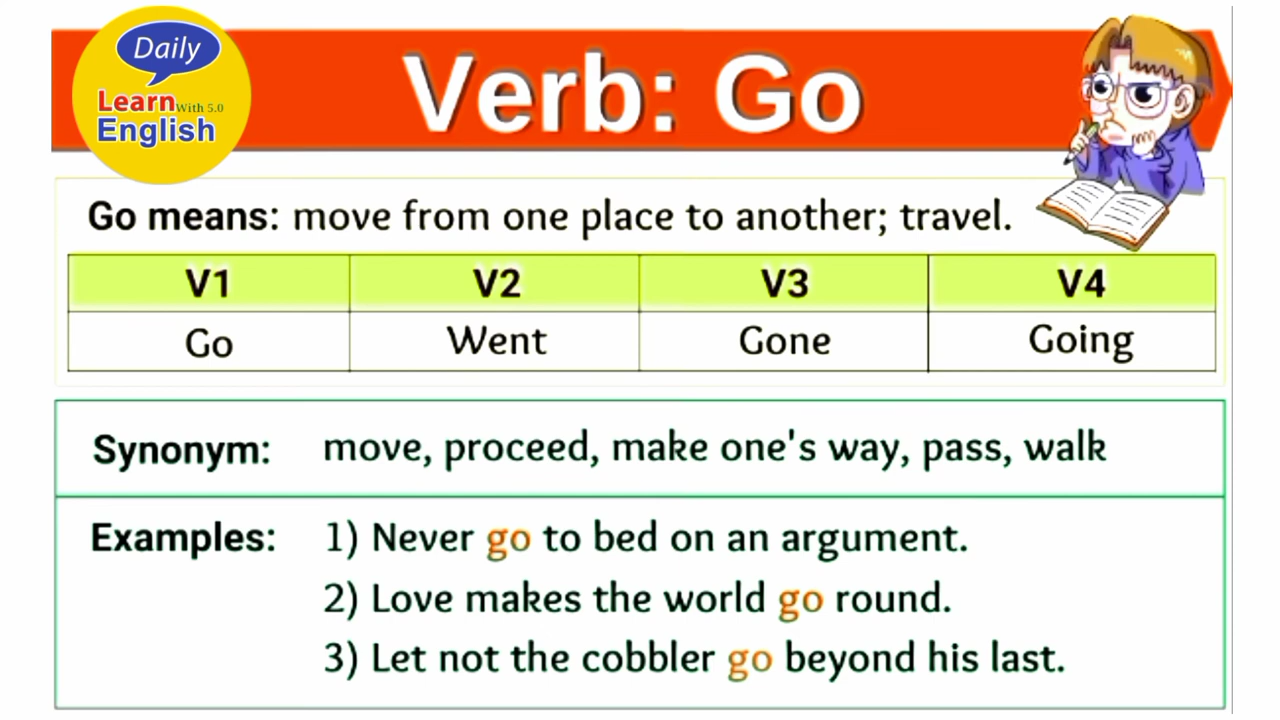 Daily
Learn With 5.0
English
Verb: Go
Go means: move from one place to another; travel.
V1 V2 V3 V4
Go Went Gone Going
Synonym: move, proceed, make one's way, pass, walk
Examples: 1) Never go to bed on an argument.
2) Love makes the world go round.
3) Let not the cobbler go beyond his last.